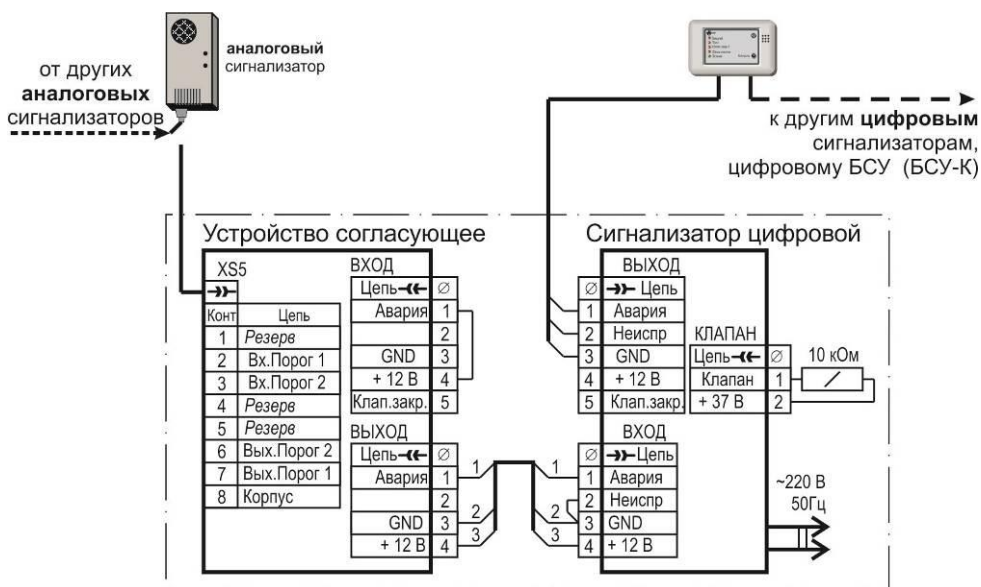 от других
аналоговых
сигнализаторов
аналоговый
сигнализатор
к другим цифровым
сигнализаторам,
цифровому БСУ (БСУ-К)
Устройство согласующее
XS5
Конт Цепь
1 Резерв
2 Вх.Порог 1
3 Вх.Порог 2
4 Резерв
5 Резерв
6 Вых.Порог 2
7 Вых.Порог 1
8 Корпус
ВХОД
Цепь ∅
Авария 1
2
GND 3
+ 12 В 4
Клап.закр. 5
ВЫХОД
Цепь ∅
Авария 1
2
GND 3
+ 12 В 4
1 1
2 2
3 3
Сигнализатор цифровой
ВЫХОД
∅ Цепь
1 Авария
2 Неиспр
3 GND
4 + 12 В
5 Клап.закр.
КЛАПАН
Цепь ∅
Клапан 1
+ 37 В 2
10 кОм
ВХОД
∅ Цепь
1 Авария
2 Неиспр
3 GND
4 + 12 В
~220 В
50Гц